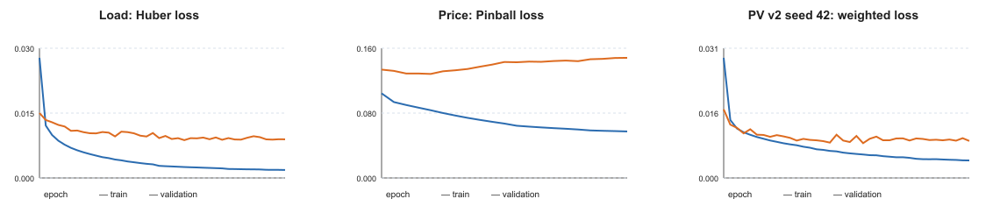 Load: Huber loss
0.030
0.015
0.000
epoch — train — validation
Price: Pinball loss
0.160
0.080
0.000
epoch — train — validation
PV v2 seed 42: weighted loss
0.031
0.016
0.000
epoch — train — validation